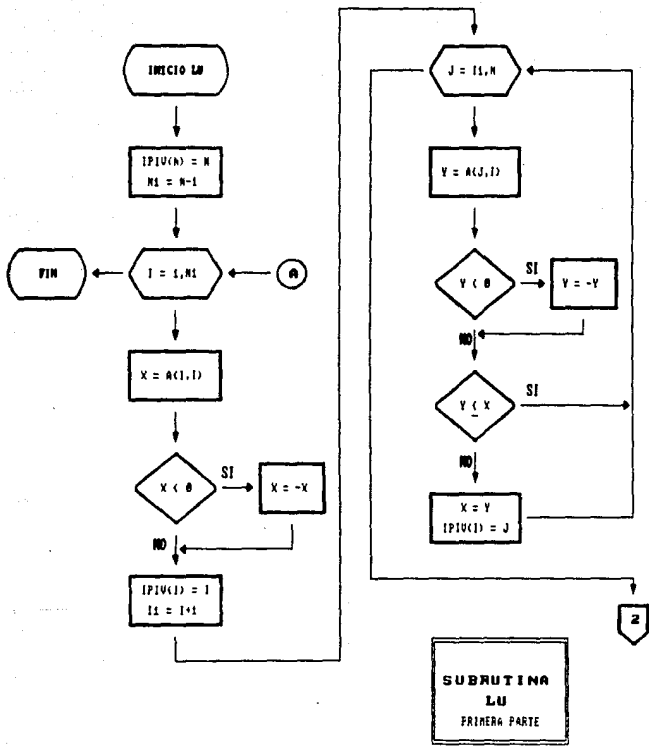 INICIO LU
IPIV(N) = N
N1 = N-1
FIN
I = 1,N1
A
X = A(I,I)
X < 0
SI
X = -X
NO
IPIV(I) = I
I1 = I+1
J = I1,N
Y = A(J,I)
Y < 0
SI
Y = -Y
NO
Y ≤ X
SI
NO
X = Y
IPIV(I) = J
2
SUBRUTINA
LU
PRIMERA PARTE